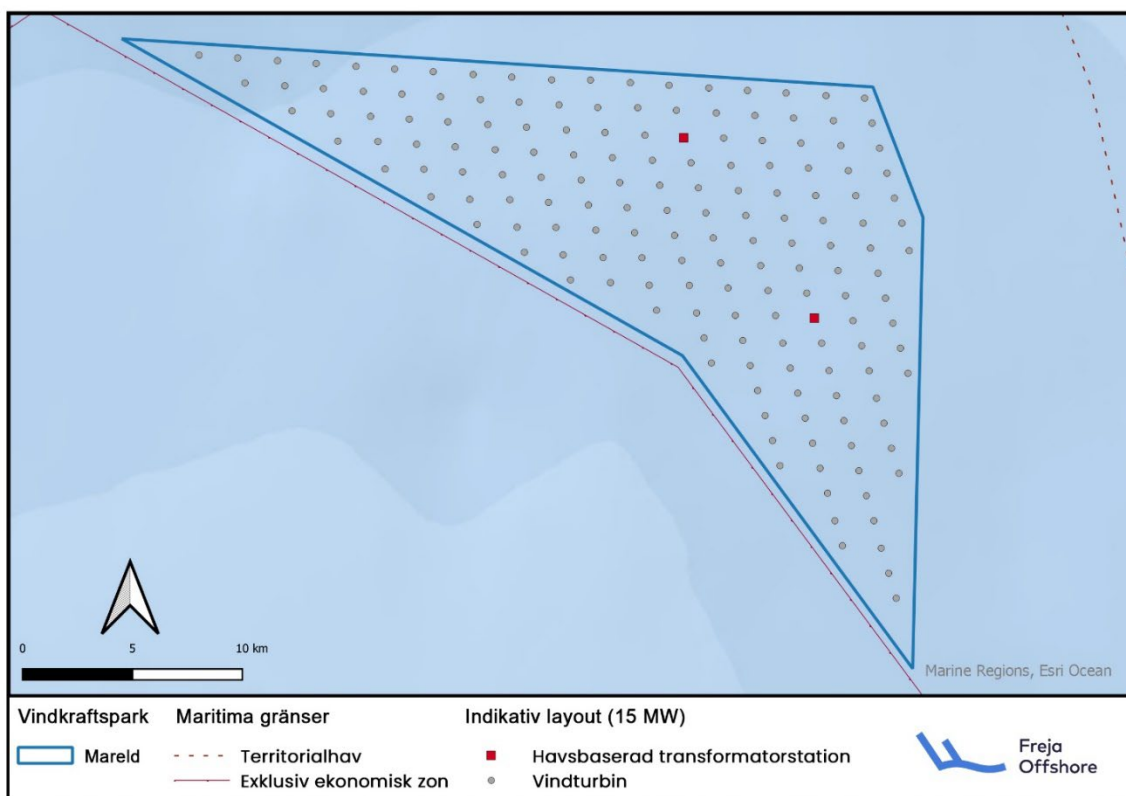 0 5 10 km
Marine Regions, Esri Ocean
Vindkraftspark
Mareld
Maritima gränser
Territorialhav
Exklusiv ekonomisk zon
Indikativ layout (15 MW)
Havsbaserad transformatorstation
Vindturbin
Freja
Offshore